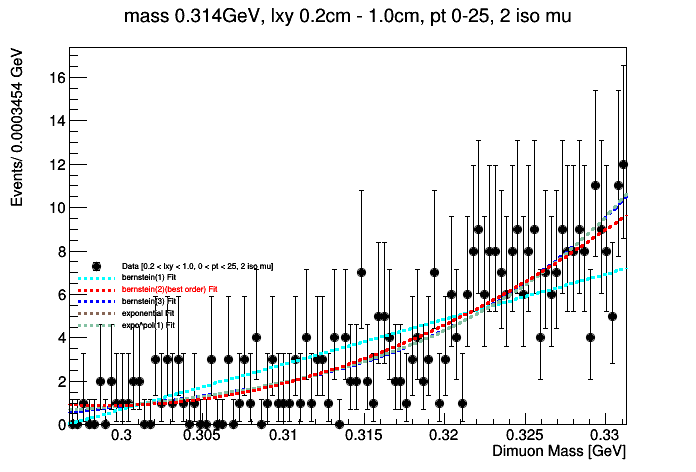 mass 0.314GeV, lxy 0.2cm - 1.0cm, pt 0-25, 2 iso mu
Events/ 0.0003454 GeV
16
14
12
10
8
6
4
2
0
Data [0.2 < lxy < 1.0, 0 < pt < 25, 2 iso mu]
bernstein(1) Fit
bernstein(2)(best order) Fit
bernstein(3) Fit
exponential Fit
expo*pol(1) Fit
0.3 0.305 0.31 0.315 0.32 0.325 0.33
Dimuon Mass [GeV]